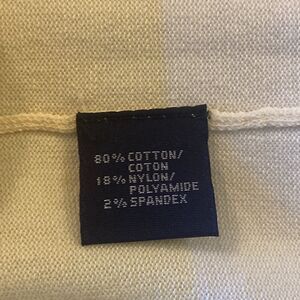 80% COTTON/
COTON
18% NYLON/
POLYAMIDE
2% SPANDEX